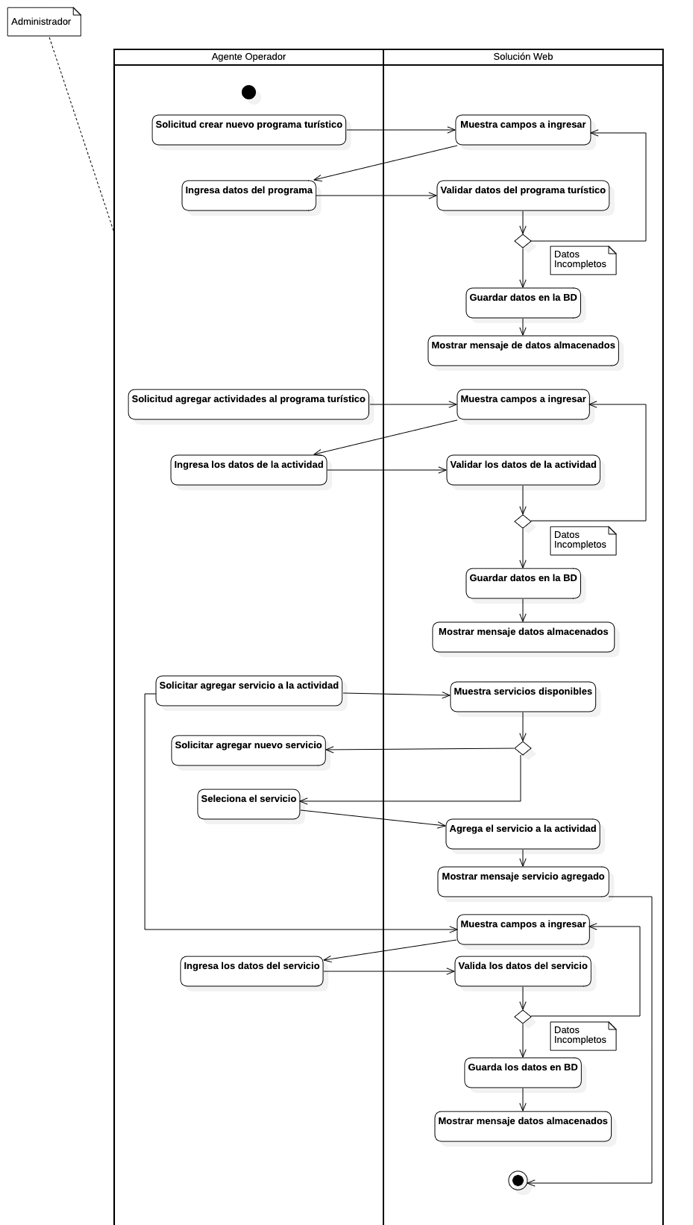 Administrador
Agente Operador
Solución Web
Solicitud crear nuevo programa turístico
Muestra campos a ingresar
Ingresa datos del programa
Validar datos del programa turístico
Datos
Incompletos
Guardar datos en la BD
Mostrar mensaje de datos almacenados
Solicitud agregar actividades al programa turístico
Muestra campos a ingresar
Ingresa los datos de la actividad
Validar los datos de la actividad
Datos
Incompletos
Guardar datos en la BD
Mostrar mensaje datos almacenados
Solicitar agregar servicio a la actividad
Muestra servicios disponibles
Solicitar agregar nuevo servicio
Selecciona el servicio
Agrega el servicio a la actividad
Mostrar mensaje servicio agregado
Muestra campos a ingresar
Ingresa los datos del servicio
Valida los datos del servicio
Datos
Incompletos
Guarda los datos en BD
Mostrar mensaje datos almacenados